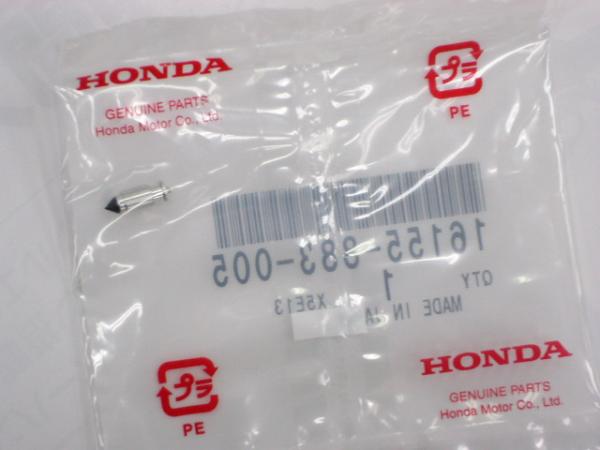 HONDA
GENUINE PARTS
Honda Motor Co., Ltd.
プラ
PE
16155-883-005
QTY 1
MADE IN
X5E13
プラ
PE
HONDA
GENUINE PARTS
Honda Motor Co., Ltd.